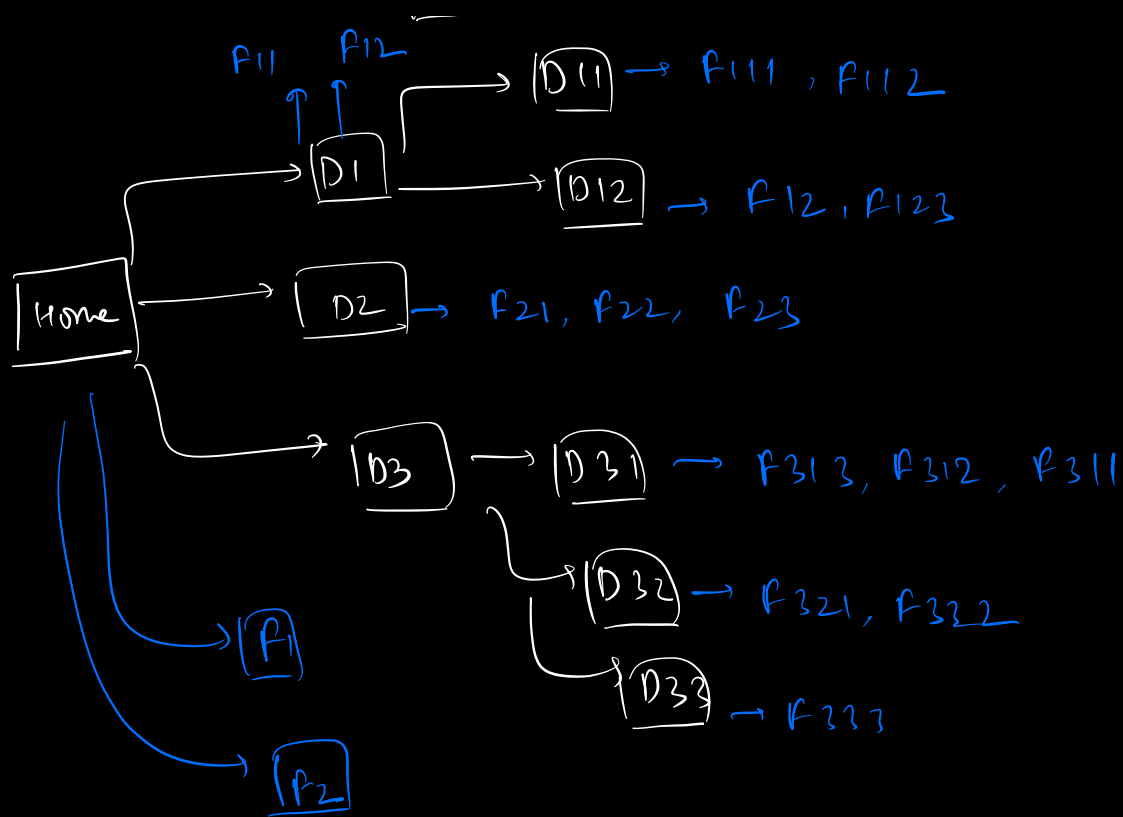 F11 F12
D11 → F111 , F112
D1
D12 → F12 , F123
Home
D2 → F21, F22, F23
D3
D31 → F313, F312, F311
D32 → F321, F332
F1
D33 → F333
F2